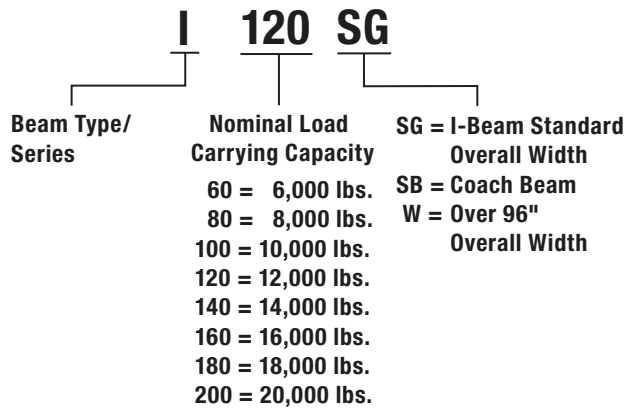 I 120 SG
Beam Type/
Series
Nominal Load
Carrying Capacity
60 = 6,000 lbs.
80 = 8,000 lbs.
100 = 10,000 lbs.
120 = 12,000 lbs.
140 = 14,000 lbs.
160 = 16,000 lbs.
180 = 18,000 lbs.
200 = 20,000 lbs.
SG = I-Beam Standard
Overall Width
SB = Coach Beam
W = Over 96"
Overall Width